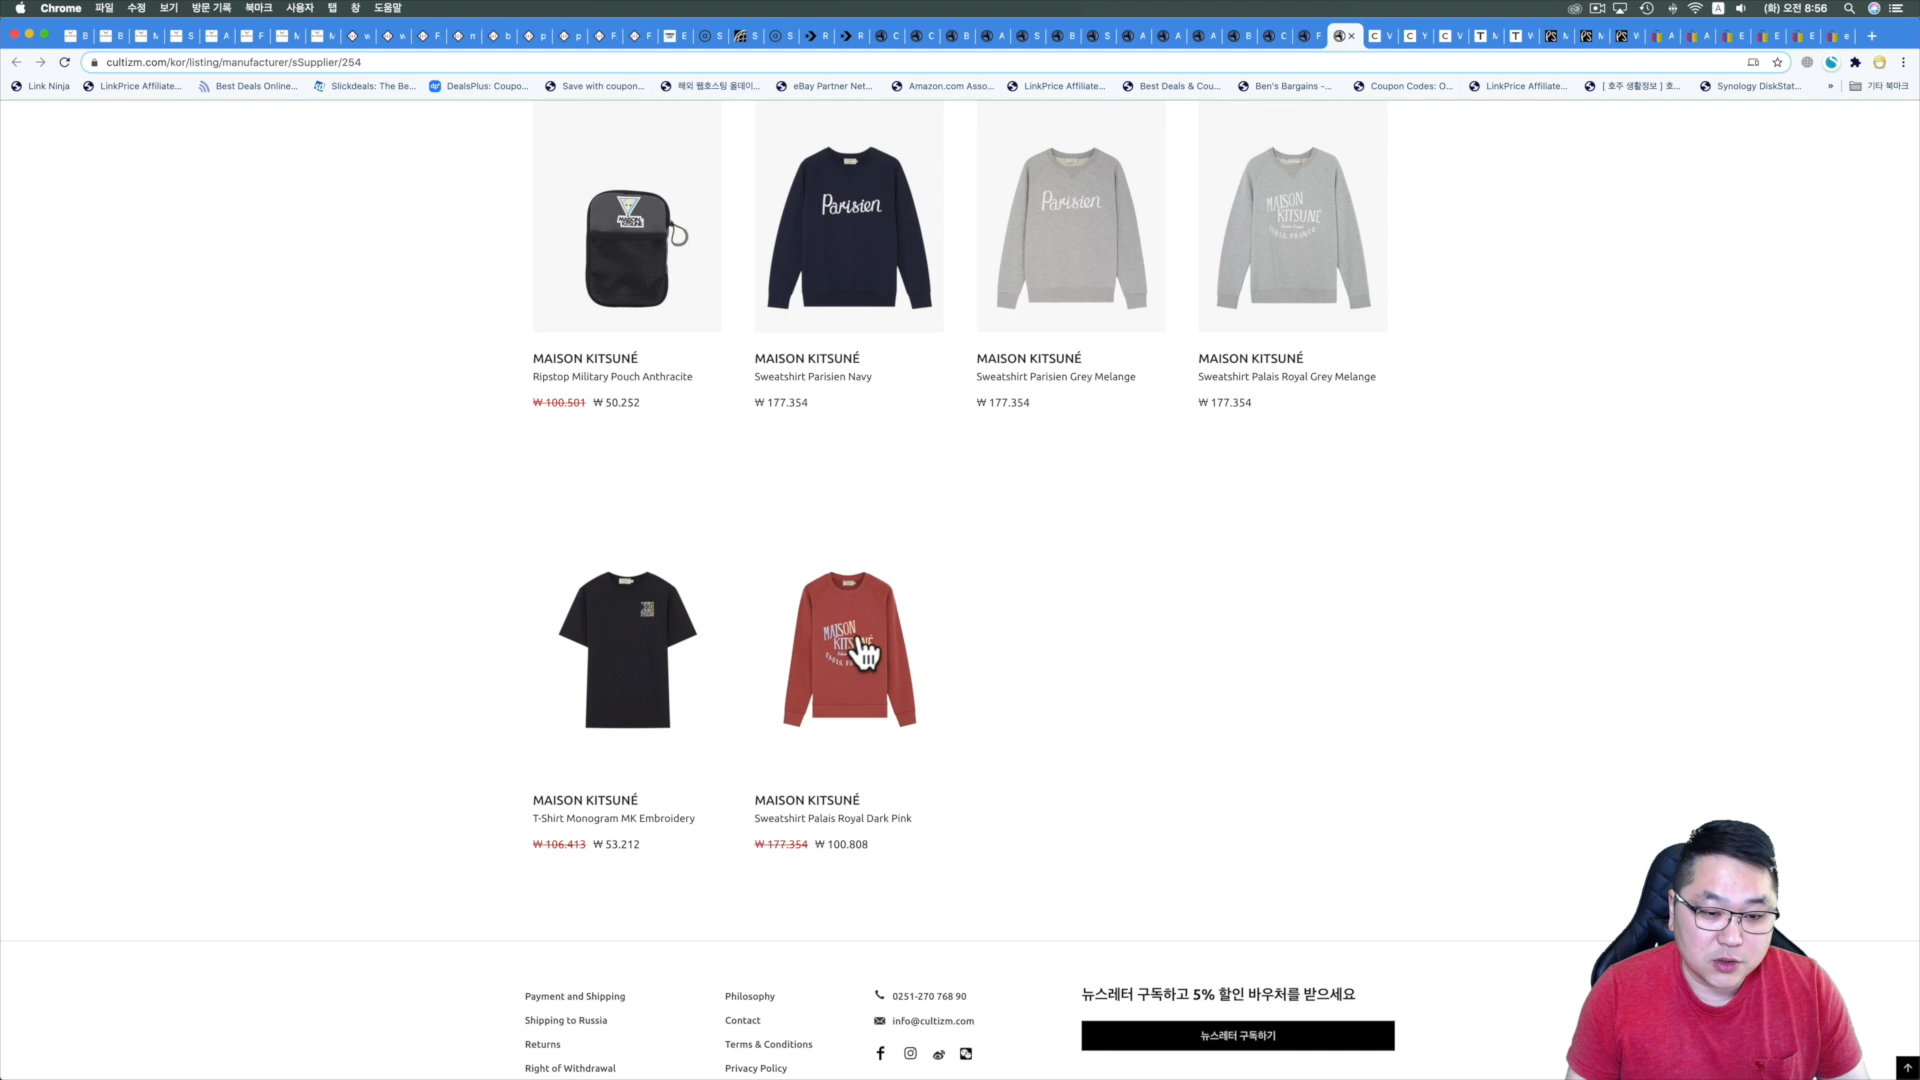 Chrome 파일 수정 보기 방문 기록 북마크 사용자 탭 창 도움말
(화) 오전 8:56
cultizm.com/kor/listing/manufacturer/sSupplier/254
Link Ninja LinkPrice Affiliate... Best Deals Online... Slickdeals: The Be... DealsPlus: Coupo... Save with coupon... 해외 웹호스팅 올데이... eBay Partner Net... Amazon.com Asso... LinkPrice Affiliate... Best Deals & Cou... Ben's Bargains -... Coupon Codes: O... LinkPrice Affiliate... [ 호주 생활정보 ] 호... Synology DiskStat... » 기타 북마크
Parisien
Parisien
MAISON
KITSUNÉ
PARIS, FRANCE
MAISON KITSUNÉ
Ripstop Military Pouch Anthracite
₩ 100.501 ₩ 50.252
MAISON KITSUNÉ
Sweatshirt Parisien Navy
₩ 177.354
MAISON KITSUNÉ
Sweatshirt Parisien Grey Melange
₩ 177.354
MAISON KITSUNÉ
Sweatshirt Palais Royal Grey Melange
₩ 177.354
MAISON
MAISON KITSUNÉ
T-Shirt Monogram MK Embroidery
₩ 106.413 ₩ 53.212
MAISON KITSUNÉ
Sweatshirt Palais Royal Dark Pink
₩ 177.354 ₩ 100.808
Payment and Shipping
Shipping to Russia
Returns
Right of Withdrawal
Philosophy
Contact
Terms & Conditions
Privacy Policy
0251-270 768 90
info@cultizm.com
뉴스레터 구독하고 5% 할인 바우처를 받으세요
뉴스레터 구독하기